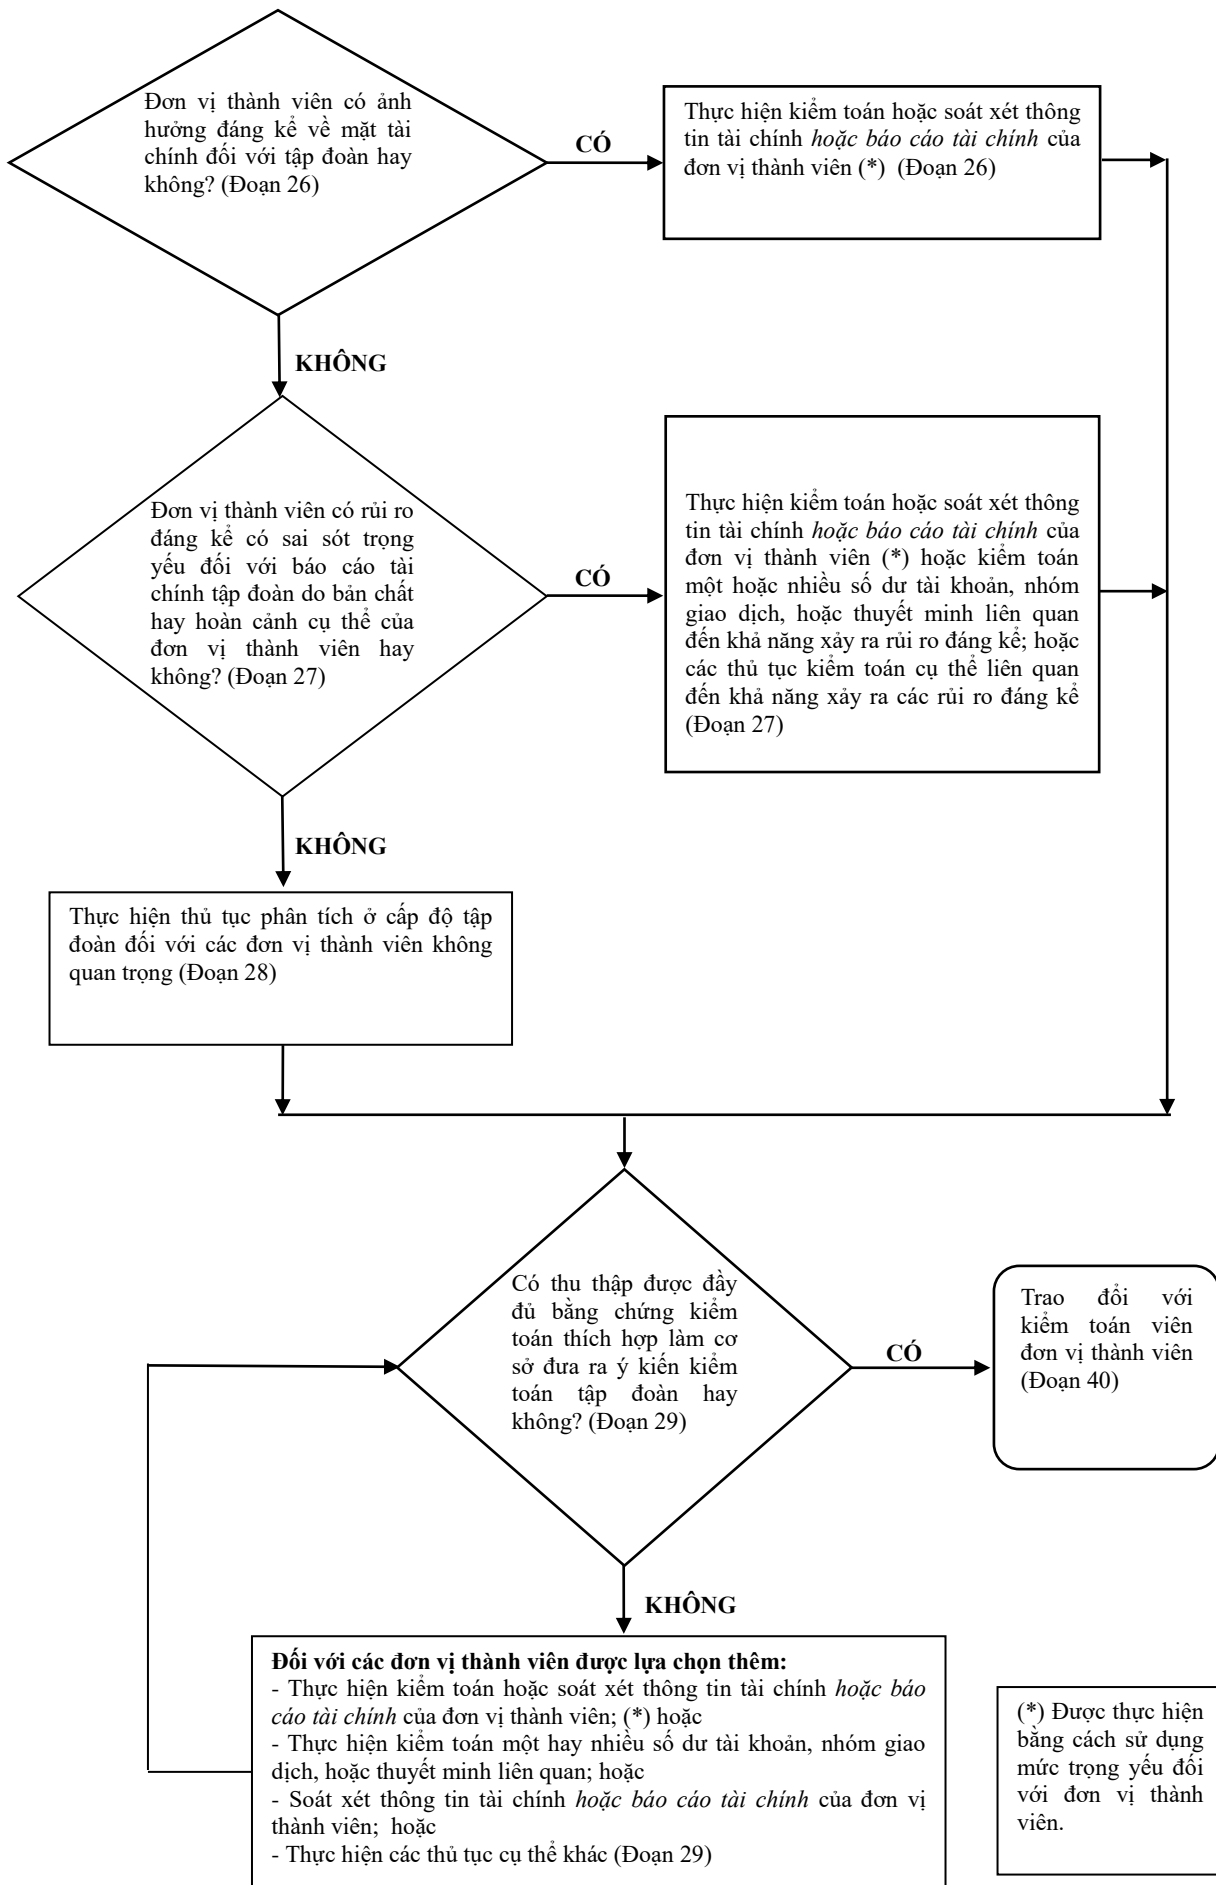 Đơn vị thành viên có ảnh
hưởng đáng kể về mặt tài
chính đối với tập đoàn hay
không? (Đoạn 26)
CÓ
Thực hiện kiểm toán hoặc soát xét thông
tin tài chính hoặc báo cáo tài chính của
đơn vị thành viên (*) (Đoạn 26)
KHÔNG
Đơn vị thành viên có rủi ro
đáng kể có sai sót trọng
yếu đối với báo cáo tài
chính tập đoàn do bản chất
hay hoàn cảnh cụ thể của
đơn vị thành viên hay
không? (Đoạn 27)
CÓ
Thực hiện kiểm toán hoặc soát xét thông
tin tài chính hoặc báo cáo tài chính của
đơn vị thành viên (*) hoặc kiểm toán
một hoặc nhiều số dư tài khoản, nhóm
giao dịch, hoặc thuyết minh liên quan
đến khả năng xảy ra rủi ro đáng kể; hoặc
các thủ tục kiểm toán cụ thể liên quan
đến khả năng xảy ra các rủi ro đáng kể
(Đoạn 27)
KHÔNG
Thực hiện thủ tục phân tích ở cấp độ tập
đoàn đối với các đơn vị thành viên không
quan trọng (Đoạn 28)
Có thu thập được đầy
đủ bằng chứng kiểm
toán thích hợp làm cơ
sở đưa ra ý kiến kiểm
toán tập đoàn hay
không? (Đoạn 29)
CÓ
Trao đổi với
kiểm toán viên
đơn vị thành viên
(Đoạn 40)
KHÔNG
Đối với các đơn vị thành viên được lựa chọn thêm:
- Thực hiện kiểm toán hoặc soát xét thông tin tài chính hoặc báo
cáo tài chính của đơn vị thành viên; (*) hoặc
- Thực hiện kiểm toán một hay nhiều số dư tài khoản, nhóm giao
dịch, hoặc thuyết minh liên quan; hoặc
- Soát xét thông tin tài chính hoặc báo cáo tài chính của đơn vị
thành viên; hoặc
- Thực hiện các thủ tục cụ thể khác (Đoạn 29)
(*) Được thực hiện
bằng cách sử dụng
mức trọng yếu đối
với đơn vị thành
viên.